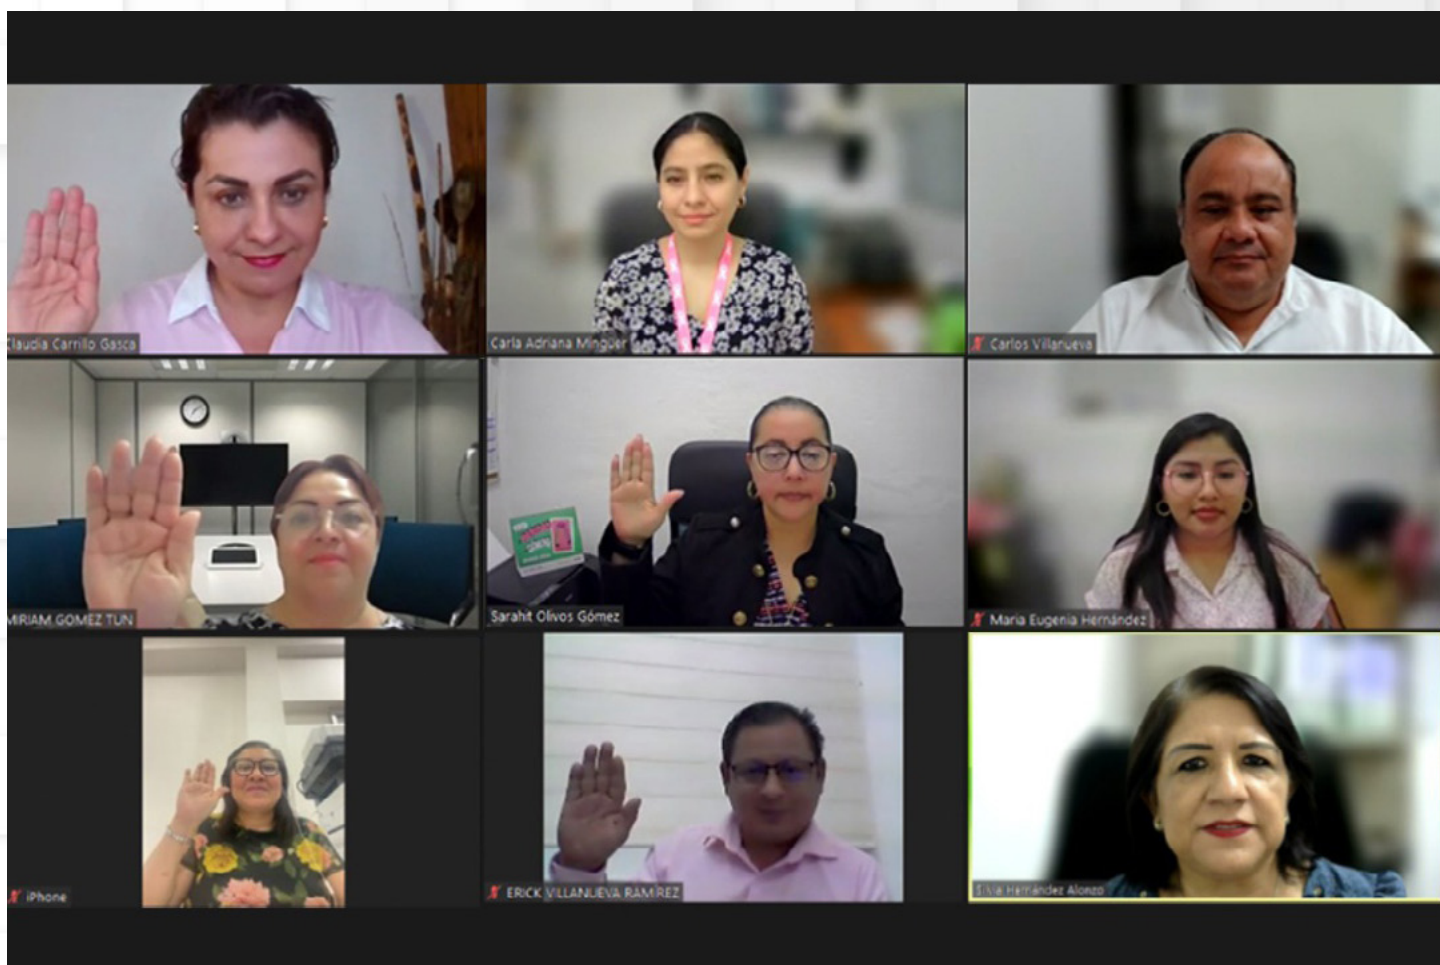 Claudia Carrillo Gasca
Carla Adriana Minguer
Carlos Villanueva
MIRIAM GOMEZ TUN
Sarahit Olivos Gómez
Maria Eugenia Hernández
iPhone
ERICK VILLANUEVA RAMIREZ
Silvia Hernández Alonzo